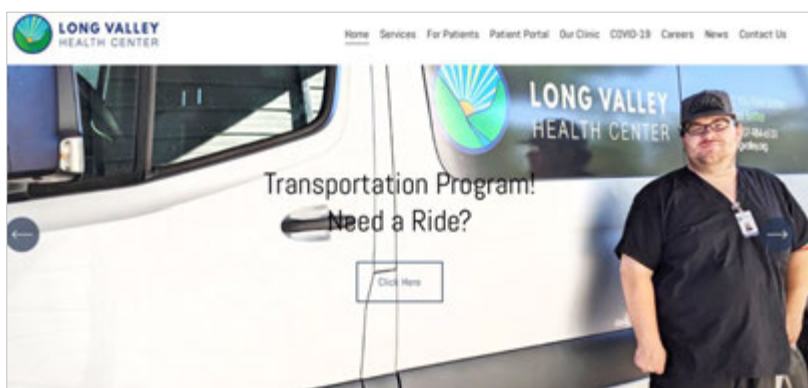 LONG VALLEY
HEALTH CENTER
Home Services For Patients Patient Portal Our Clinic COVID-19 Careers News Contact Us
LONG VALLEY
HEALTH CENTER
Transportation Program!
Need a Ride?
Click Here